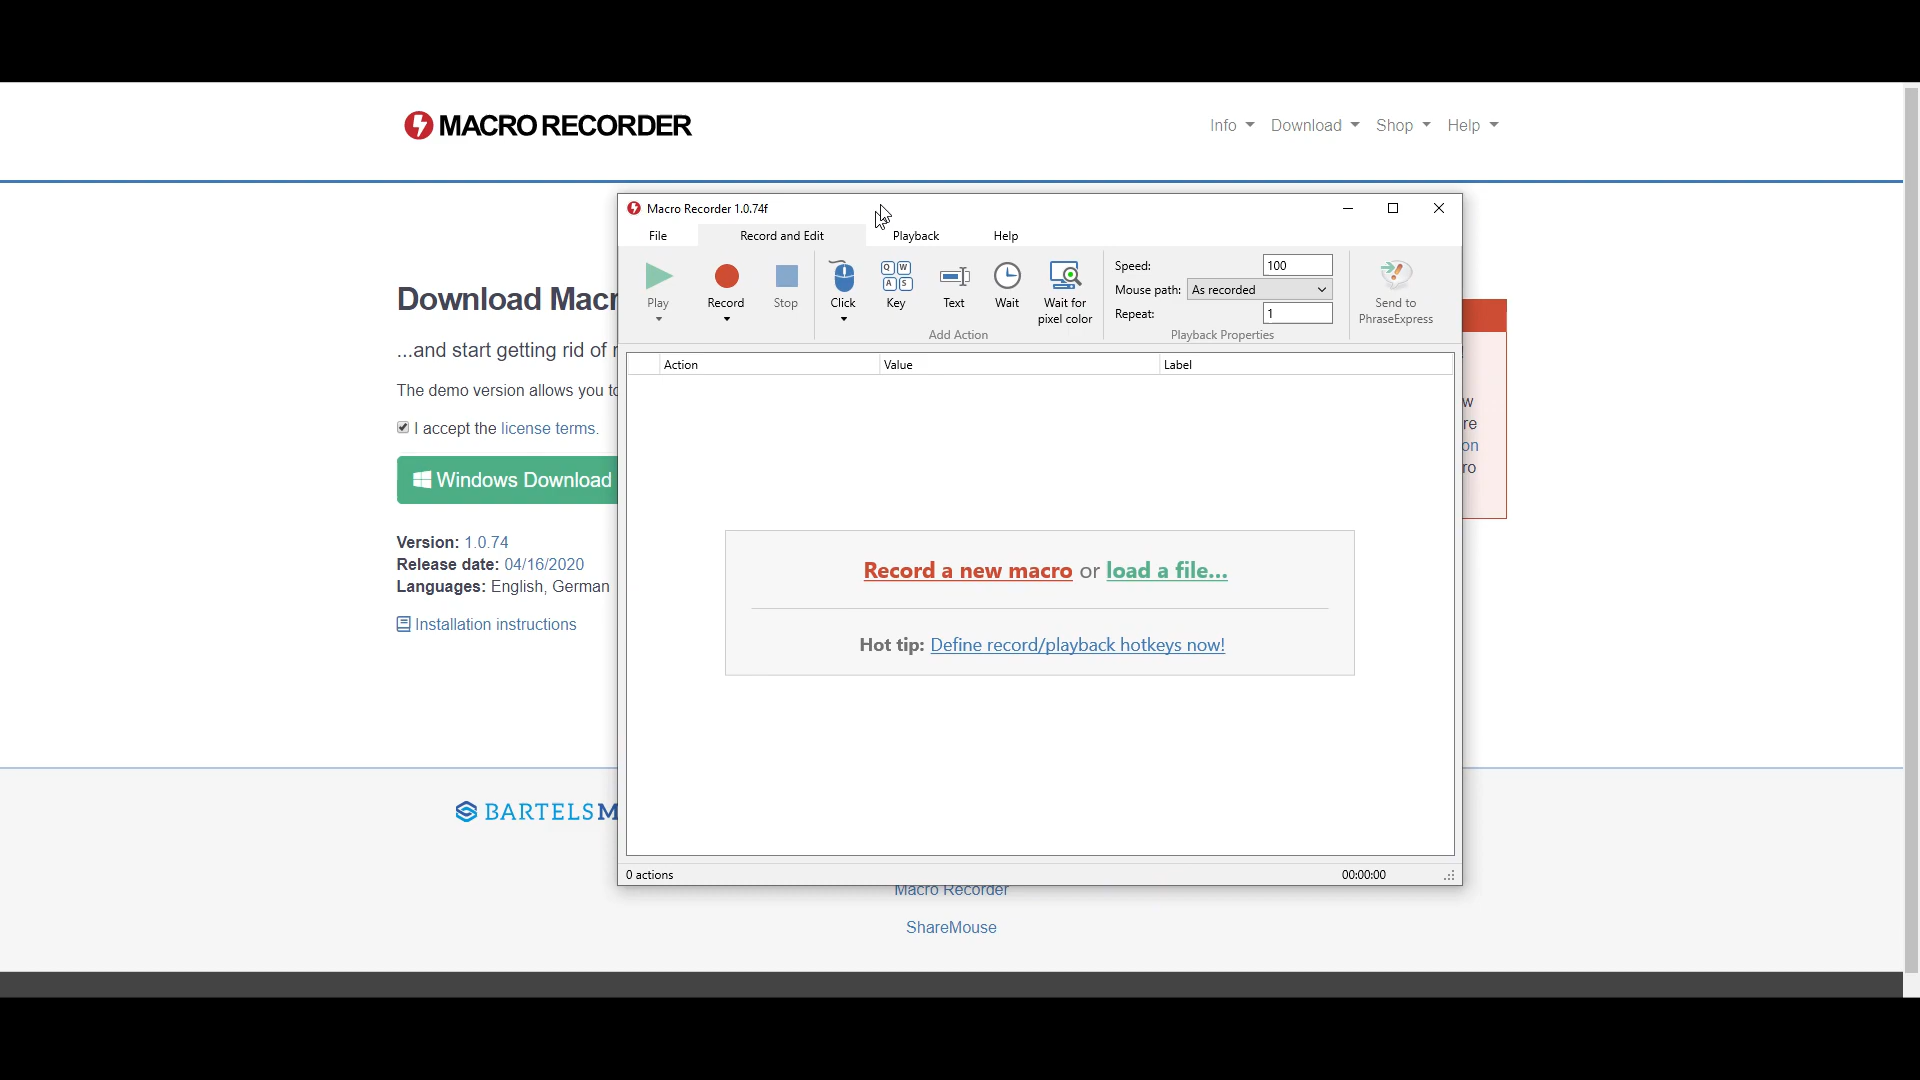 MACRO RECORDER
Info Download Shop Help
Macro Recorder 1.0.74f
File Record and Edit Playback Help
Play Record Stop Click Key Text Wait Wait for pixel color
Q W A S
Add Action
Speed: 100
Mouse path: As recorded
Repeat: 1
Playback Properties
Send to
PhraseExpress
Action Value Label
Record a new macro or load a file...
Hot tip: Define record/playback hotkeys now!
0 actions 00:00:00
Download Macr
...and start getting rid of
The demo version allows you to
I accept the license terms.
Windows Download
Version: 1.0.74
Release date: 04/16/2020
Languages: English, German
Installation instructions
w
re
on
ro
BARTELSM
Macro Recorder
ShareMouse